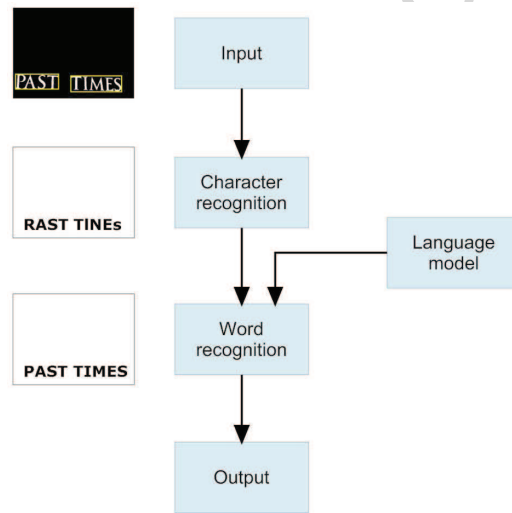 PAST TIMES
Input
Character
recognition
RAST TINEs
Language
model
Word
recognition
PAST TIMES
Output